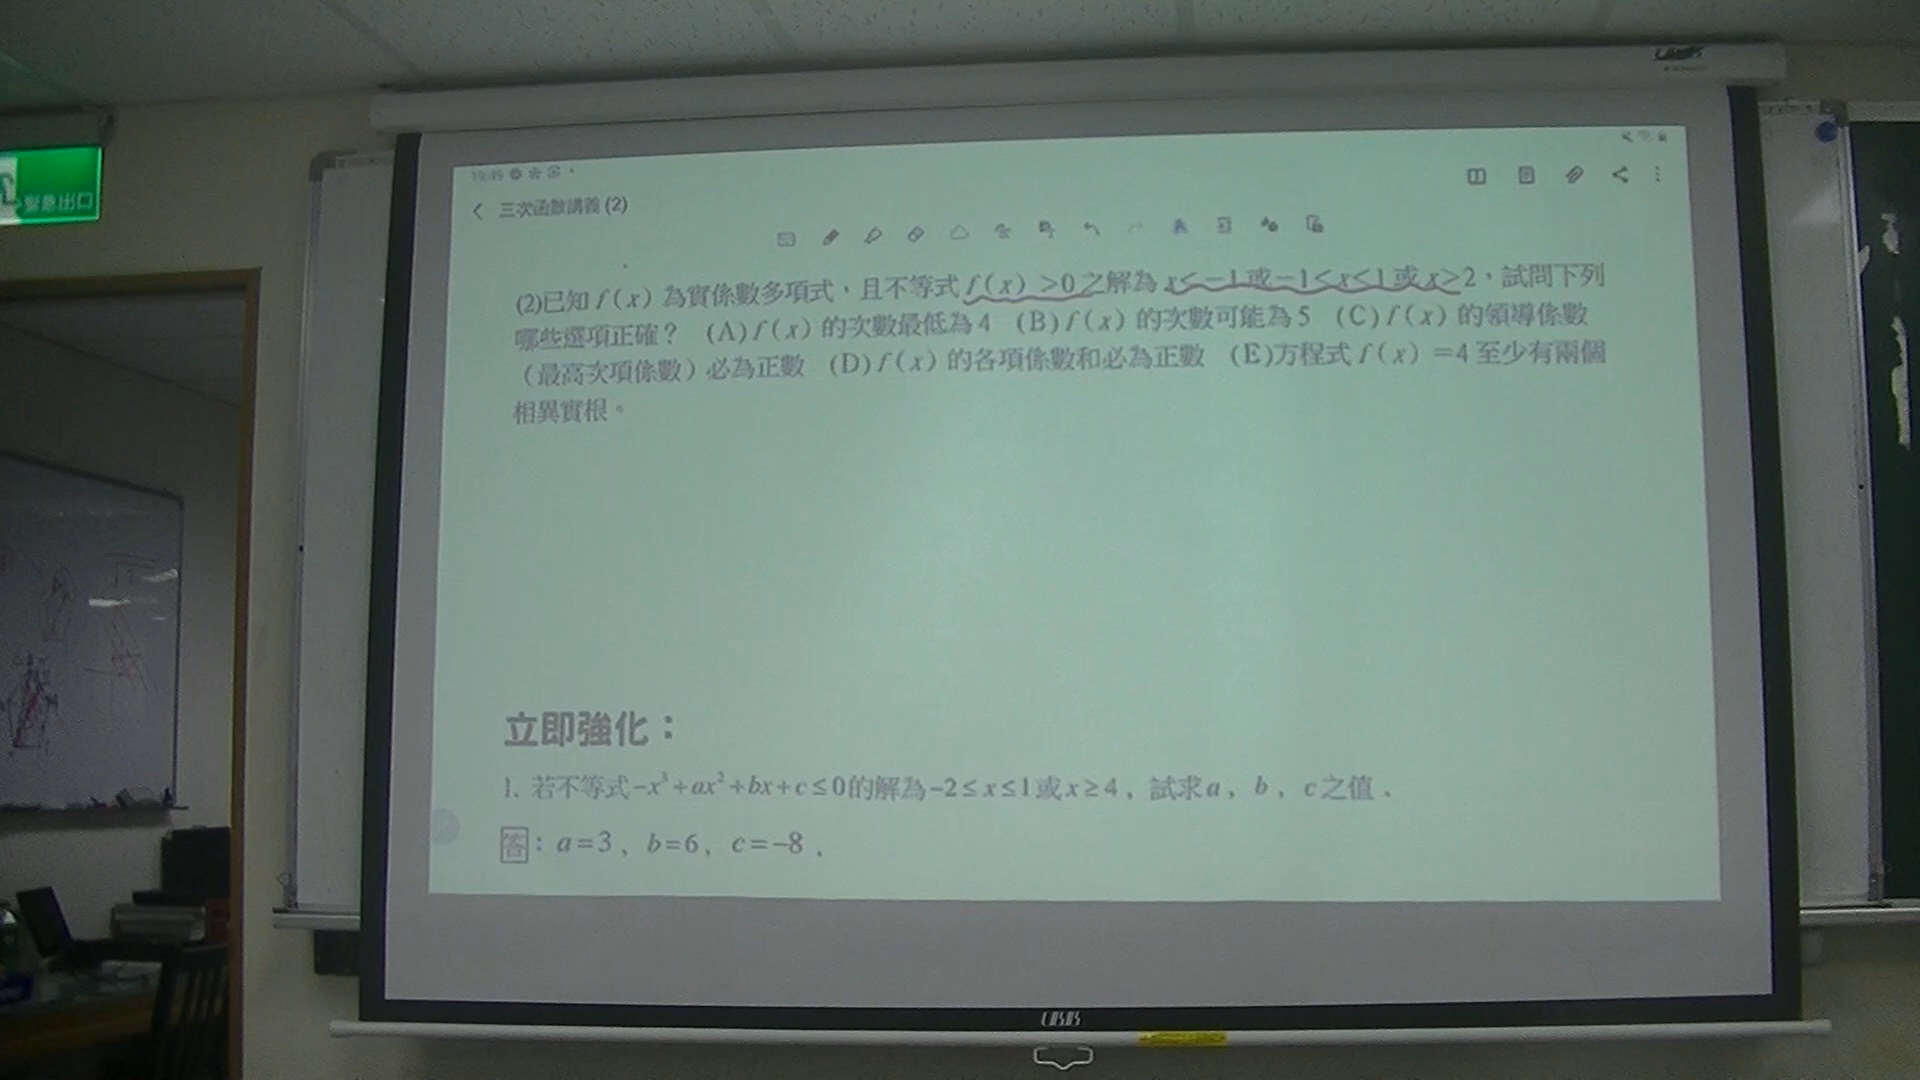 緊急出口
19:49
三次函數講義 (2)
(2)已知 f(x) 為實係數多項式，且不等式 f(x) >0 之解為 x<−1 或 −1<x<1 或 x>2，試問下列
哪些選項正確？ (A) f(x) 的次數最低為 4 (B) f(x) 的次數可能為 5 (C) f(x) 的領導係數
（最高次項係數）必為正數 (D) f(x) 的各項係數和必為正數 (E)方程式 f(x) =4 至少有兩個
相異實根。
立即強化：
1. 若不等式 −x³+ax²+bx+c≤0 的解為 −2≤x≤1 或 x≥4，試求 a，b，c 之值．
答：a=3，b=6，c=−8．